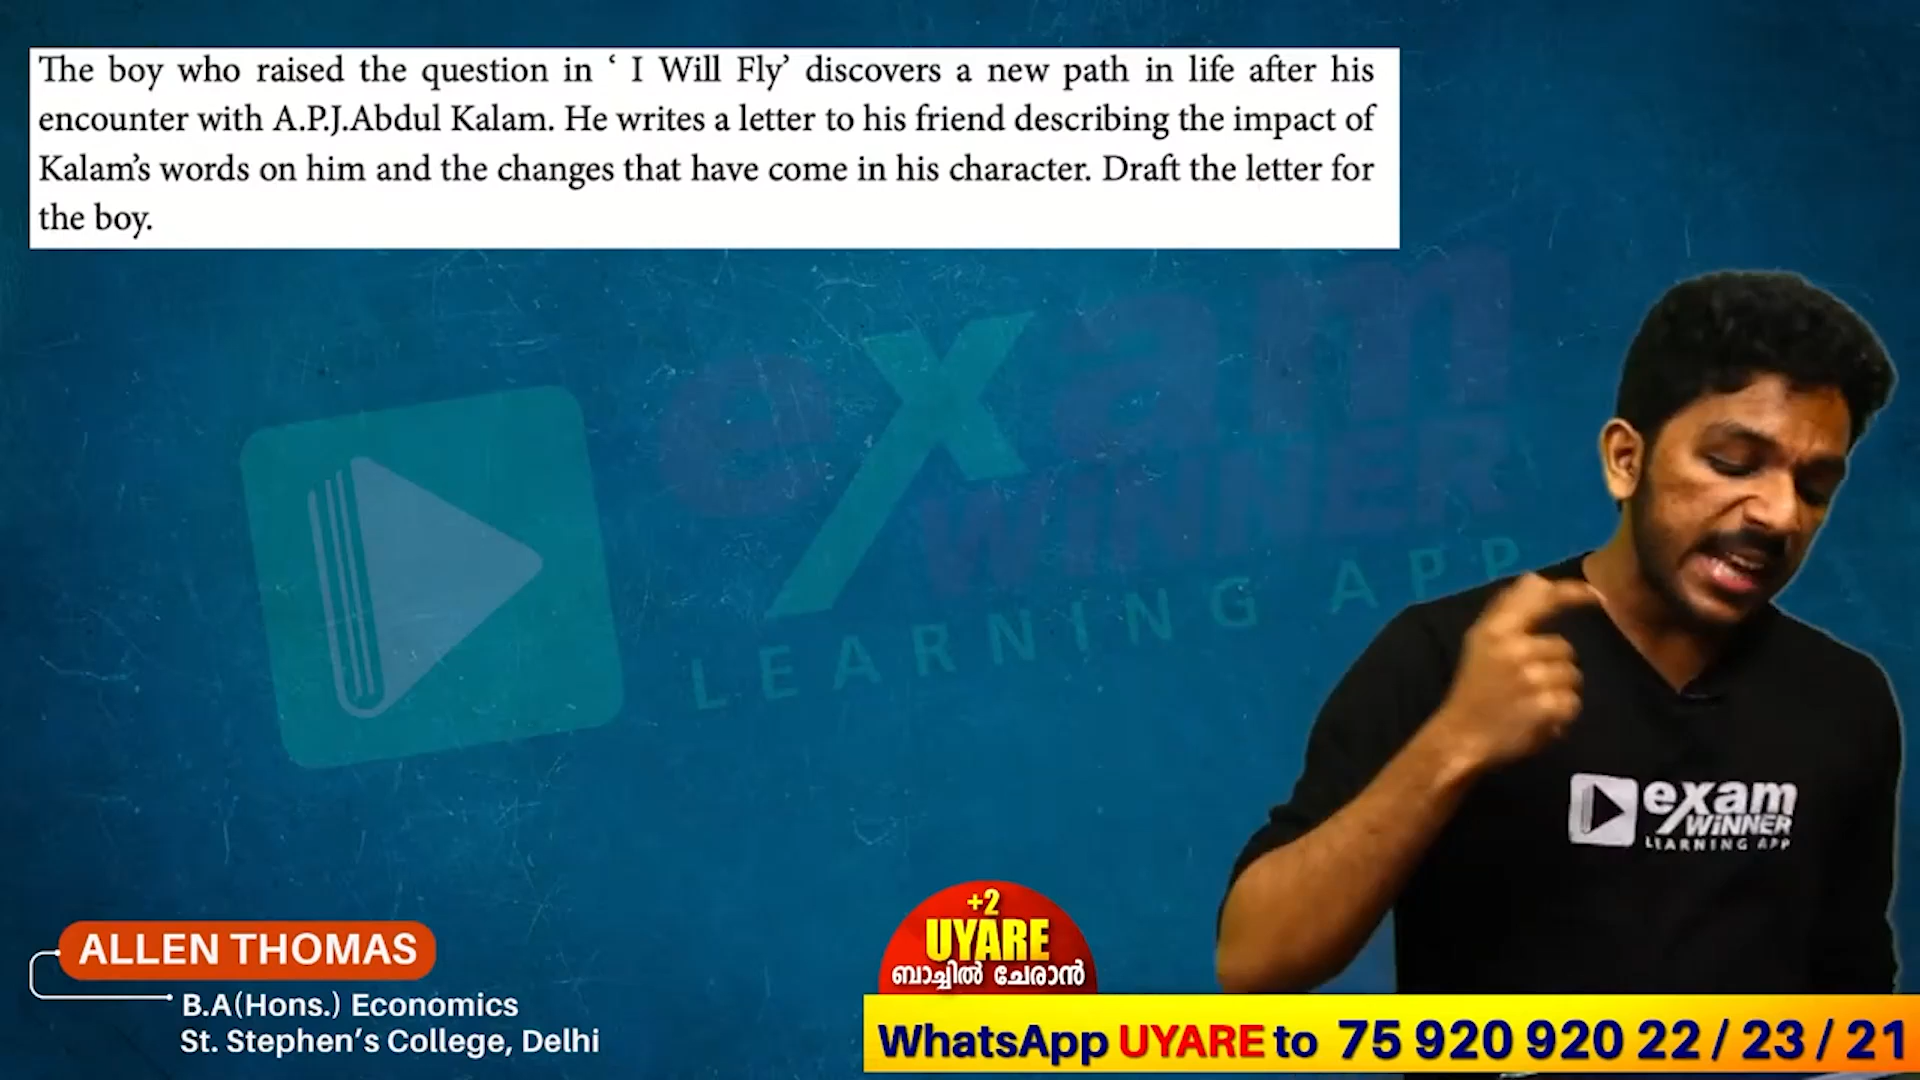 The boy who raised the question in ‘ I Will Fly’ discovers a new path in life after his
encounter with A.P.J.Abdul Kalam. He writes a letter to his friend describing the impact of
Kalam’s words on him and the changes that have come in his character. Draft the letter for
the boy.
exam
WiNNER
LEARNING APP
exam
WiNNER
LEARNING APP
ALLEN THOMAS
B.A(Hons.) Economics
St. Stephen’s College, Delhi
+2
UYARE
ബാച്ചിൽ ചേരാൻ
WhatsApp UYARE to 75 920 920 22 / 23 / 21